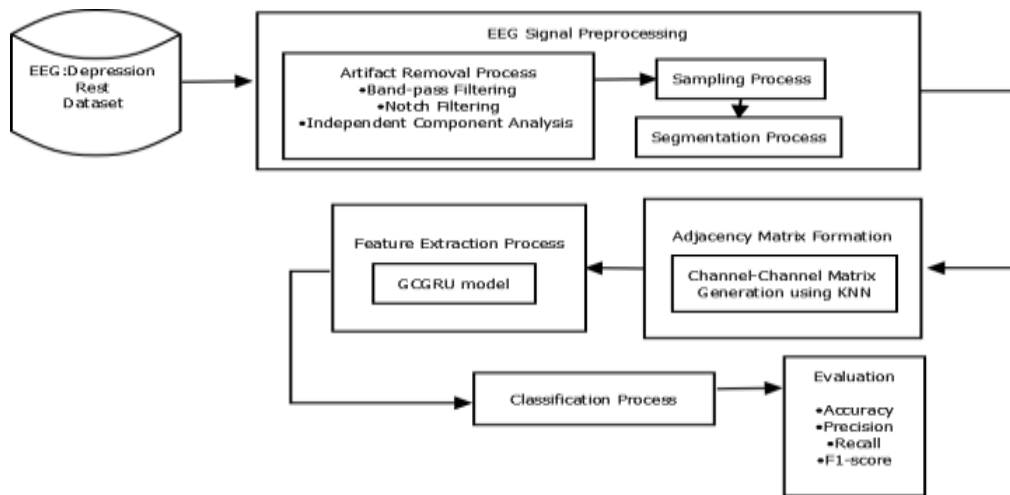 EEG:Depression
Rest
Dataset
EEG Signal Preprocessing
Artifact Removal Process
•Band-pass Filtering
•Notch Filtering
•Independent Component Analysis
Sampling Process
Segmentation Process
Feature Extraction Process
GCGRU model
Adjacency Matrix Formation
Channel-Channel Matrix
Generation using KNN
Classification Process
Evaluation
•Accuracy
•Precision
•Recall
•F1-score